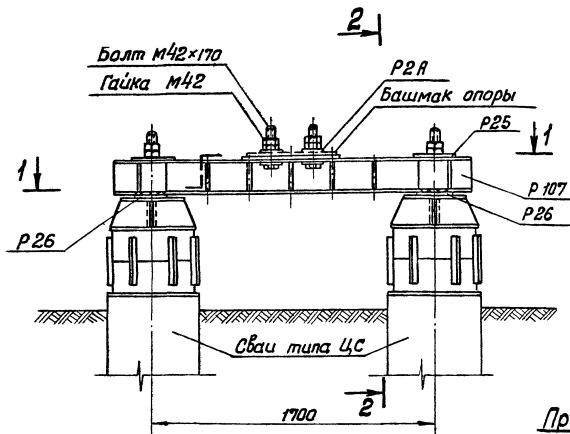 2
Болт М42×170
Гайка М42
Р2А
Башмак опоры
Р25
1
1
Р 107
Р 26
Р26
Сваи типа ЦС
1700
2
Пр